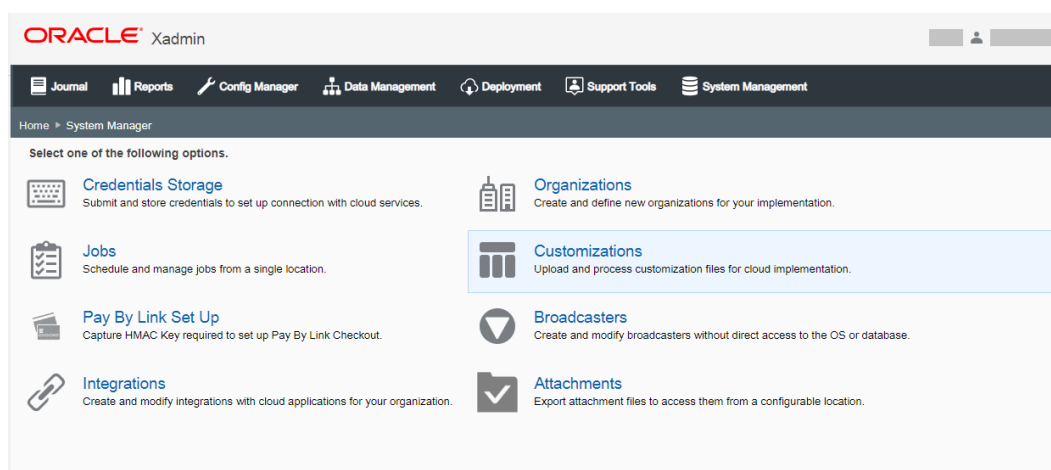 ORACLE Xadmin
Journal Reports Config Manager Data Management Deployment Support Tools System Management
Home ▸ System Manager
Select one of the following options.
Credentials Storage
Submit and store credentials to set up connection with cloud services.
Organizations
Create and define new organizations for your implementation.
Jobs
Schedule and manage jobs from a single location.
Customizations
Upload and process customization files for cloud implementation.
Pay By Link Set Up
Capture HMAC Key required to set up Pay By Link Checkout.
Broadcasters
Create and modify broadcasters without direct access to the OS or database.
Integrations
Create and modify integrations with cloud applications for your organization.
Attachments
Export attachment files to access them from a configurable location.